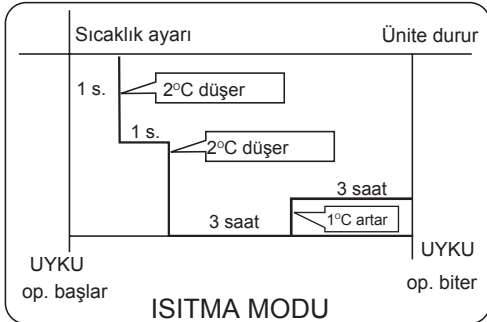 Sıcaklık ayarı
Ünite durur
1 s.
2°C düşer
1 s.
2°C düşer
3 saat
3 saat
1°C artar
UYKU
op. başlar
UYKU
op. biter
ISITMA MODU